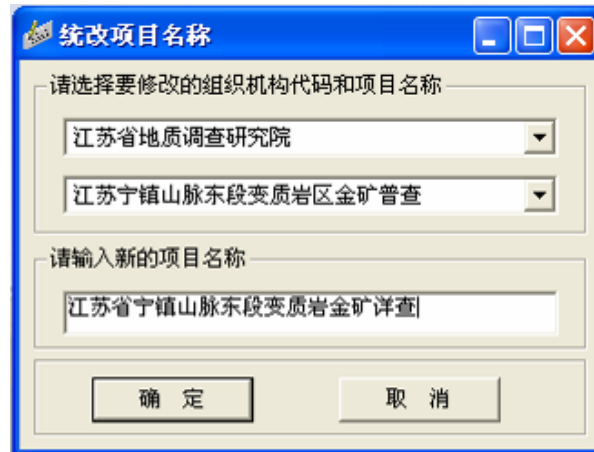 统改项目名称
请选择要修改的组织机构代码和项目名称
江苏省地质调查研究院
江苏宁镇山脉东段变质岩区金矿普查
请输入新的项目名称
江苏省宁镇山脉东段变质岩金矿详查
确 定 取 消